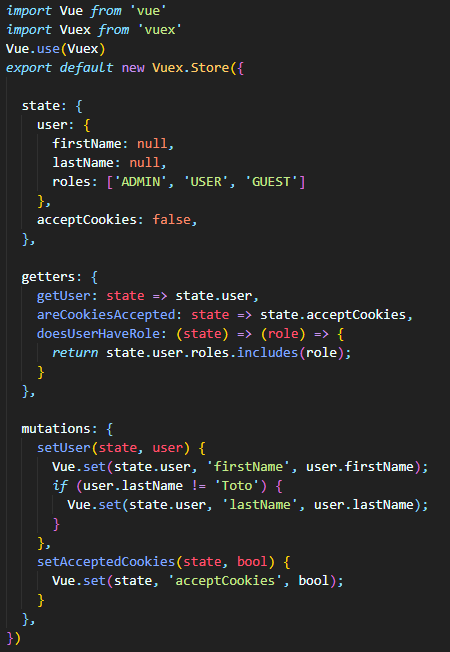 import Vue from 'vue'
import Vuex from 'vuex'
Vue.use(Vuex)
export default new Vuex.Store({
state: {
user: {
firstName: null,
lastName: null,
roles: ['ADMIN', 'USER', 'GUEST']
},
acceptCookies: false,
},
getters: {
getUser: state => state.user,
areCookiesAccepted: state => state.acceptCookies,
doesUserHaveRole: (state) => (role) => {
return state.user.roles.includes(role);
}
},
mutations: {
setUser(state, user) {
Vue.set(state.user, 'firstName', user.firstName);
if (user.lastName != 'Toto') {
Vue.set(state.user, 'lastName', user.lastName);
}
},
setAcceptedCookies(state, bool) {
Vue.set(state, 'acceptCookies', bool);
}
},
})